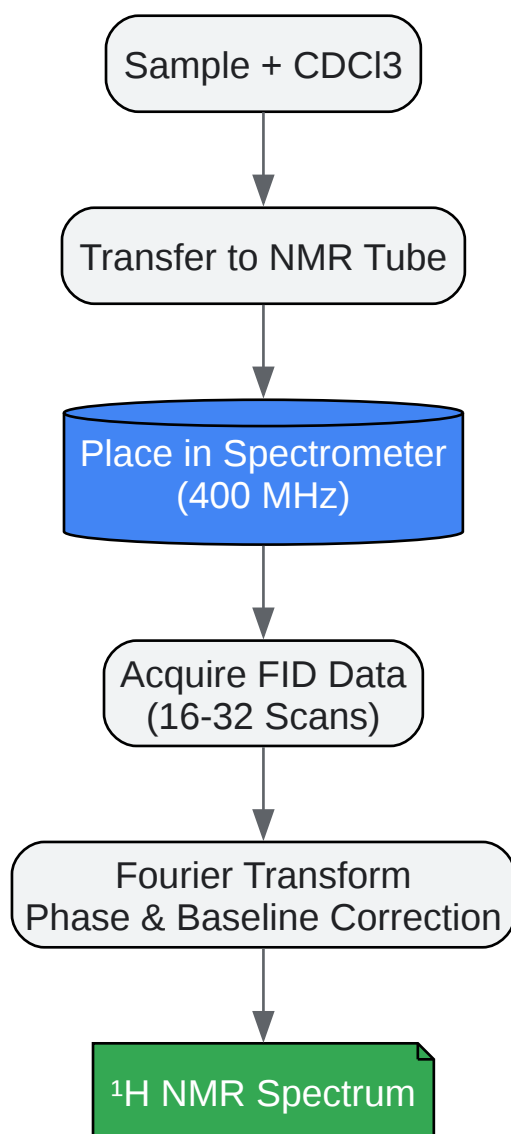 Sample + CDCl3
Transfer to NMR Tube
Place in Spectrometer
(400 MHz)
Acquire FID Data
(16-32 Scans)
Fourier Transform
Phase & Baseline Correction
¹H NMR Spectrum